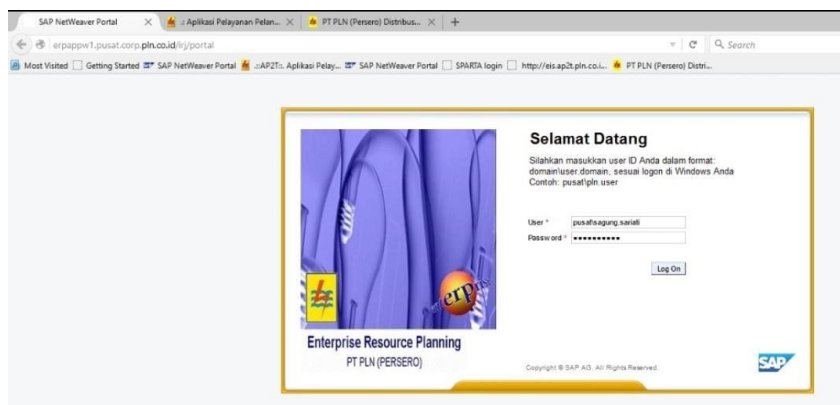 SAP NetWeaver Portal
.: Aplikasi Pelayanan Pelan...
PT PLN (Persero) Distribus...
erpappw1.pusat.corp.pln.co.id/irj/portal
Search
Most Visited Getting Started SAP NetWeaver Portal .::AP2T::. Aplikasi Pelay... SAP NetWeaver Portal SPARTA login http://eis.ap2t.pln.co.i... PT PLN (Persero) Distri...
Selamat Datang
Silahkan masukkan user ID Anda dalam format:
domain\user.domain, sesuai logon di Windows Anda
Contoh: pusat\pln.user
User * pusat\sagung.sariati
Password * ••••••••••
Log On
erp
Enterprise Resource Planning
PT PLN (PERSERO)
Copyright © SAP AG. All Rights Reserved.
SAP